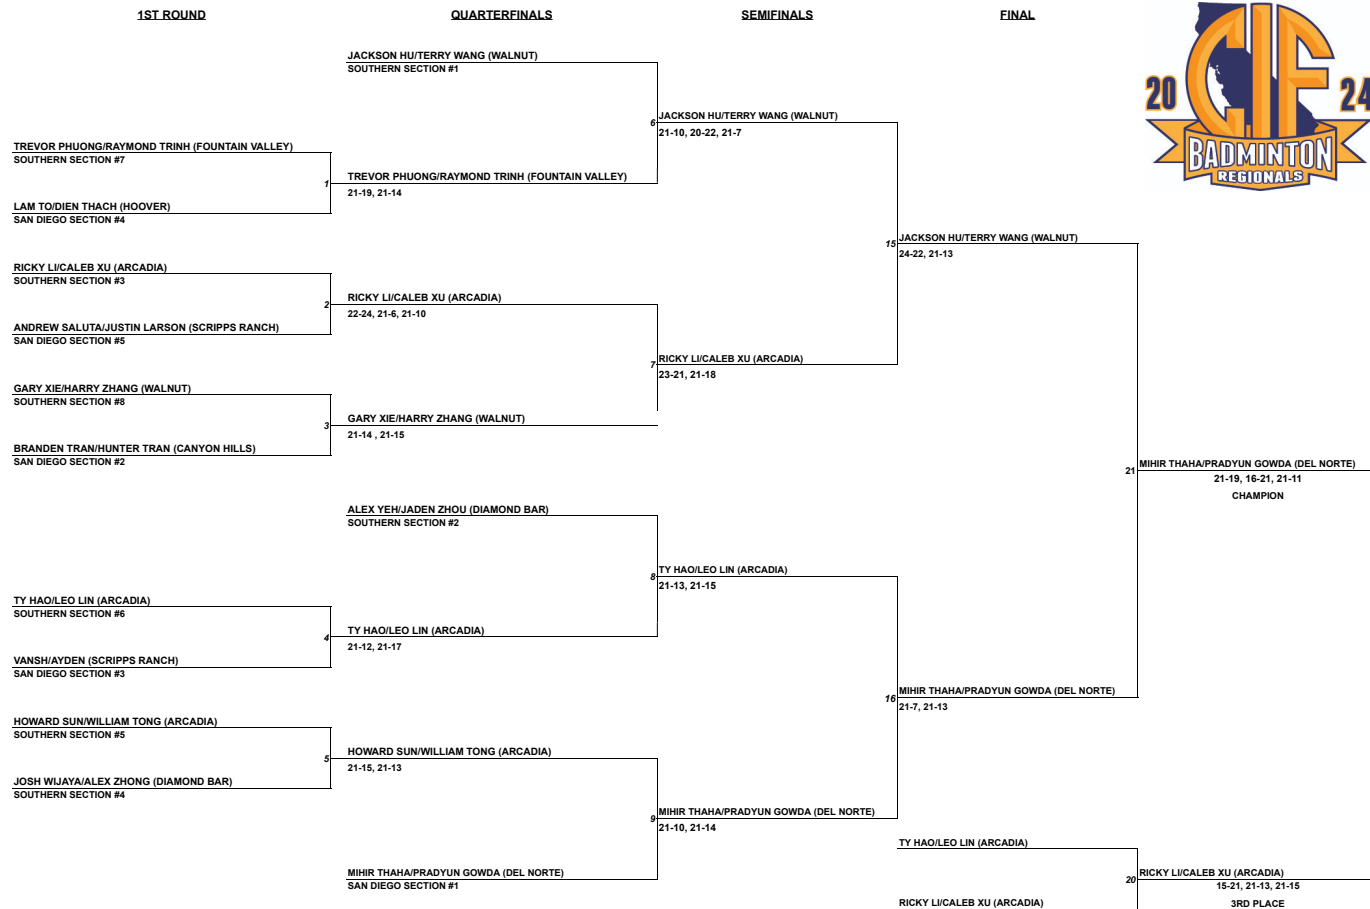 1ST ROUND
QUARTERFINALS
SEMIFINALS
FINAL
20 CIF 24
BADMINTON
REGIONALS
JACKSON HU/TERRY WANG (WALNUT)
SOUTHERN SECTION #1
6
JACKSON HU/TERRY WANG (WALNUT)
21-10, 20-22, 21-7
TREVOR PHUONG/RAYMOND TRINH (FOUNTAIN VALLEY)
SOUTHERN SECTION #7
1
TREVOR PHUONG/RAYMOND TRINH (FOUNTAIN VALLEY)
21-19, 21-14
LAM TO/DIEN THACH (HOOVER)
SAN DIEGO SECTION #4
15
JACKSON HU/TERRY WANG (WALNUT)
24-22, 21-13
RICKY LI/CALEB XU (ARCADIA)
SOUTHERN SECTION #3
2
RICKY LI/CALEB XU (ARCADIA)
22-24, 21-6, 21-10
ANDREW SALUTA/JUSTIN LARSON (SCRIPPS RANCH)
SAN DIEGO SECTION #5
7
RICKY LI/CALEB XU (ARCADIA)
23-21, 21-18
GARY XIE/HARRY ZHANG (WALNUT)
SOUTHERN SECTION #8
3
GARY XIE/HARRY ZHANG (WALNUT)
21-14 , 21-15
BRANDEN TRAN/HUNTER TRAN (CANYON HILLS)
SAN DIEGO SECTION #2
21
MIHIR THAHA/PRADYUN GOWDA (DEL NORTE)
21-19, 16-21, 21-11
CHAMPION
ALEX YEH/JADEN ZHOU (DIAMOND BAR)
SOUTHERN SECTION #2
8
TY HAO/LEO LIN (ARCADIA)
21-13, 21-15
TY HAO/LEO LIN (ARCADIA)
SOUTHERN SECTION #6
4
TY HAO/LEO LIN (ARCADIA)
21-12, 21-17
VANSH/AYDEN (SCRIPPS RANCH)
SAN DIEGO SECTION #3
16
MIHIR THAHA/PRADYUN GOWDA (DEL NORTE)
21-7, 21-13
HOWARD SUN/WILLIAM TONG (ARCADIA)
SOUTHERN SECTION #5
5
HOWARD SUN/WILLIAM TONG (ARCADIA)
21-15, 21-13
JOSH WIJAYA/ALEX ZHONG (DIAMOND BAR)
SOUTHERN SECTION #4
9
MIHIR THAHA/PRADYUN GOWDA (DEL NORTE)
21-10, 21-14
TY HAO/LEO LIN (ARCADIA)
MIHIR THAHA/PRADYUN GOWDA (DEL NORTE)
SAN DIEGO SECTION #1
20
RICKY LI/CALEB XU (ARCADIA)
15-21, 21-13, 21-15
RICKY LI/CALEB XU (ARCADIA)
3RD PLACE